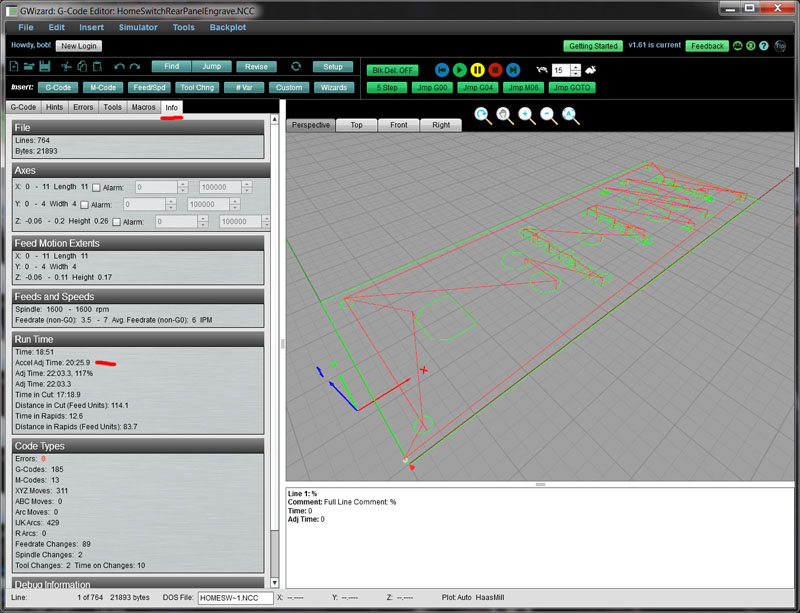 GWizard: G-Code Editor: HomeSwitchRearPanelEngrave.NCC
File Edit Insert Simulator Tools Backplot
Howdy, bob! New Login Getting Started v1.61 is current Feedback
Find Jump Revise Setup Blk Del: OFF 15
Insert: G-Code M-Code Feed/Spd Tool Chng # Var Custom Wizards 5 Step Jmp G00 Jmp G04 Jmp M06 Jmp GOTO
G-Code Hints Errors Tools Macros Info
Perspective Top Front Right
File
Lines: 764
Bytes: 21893
Axes
X: 0 - 11 Length 11 Alarm: 0 100000
Y: 0 - 4 Width 4 Alarm: 0 100000
Z: -0.06 - 0.2 Height 0.26 Alarm: 0 100000
Feed Motion Extents
X: 0 - 11 Length 11
Y: 0 - 4 Width 4
Z: -0.06 - 0.11 Height 0.17
Feeds and Speeds
Spindle: 1600 - 1600 rpm
Feedrate (non-G0): 3.5 - 7 Avg. Feedrate (non-G0): 6 IPM
Run Time
Time: 18:51
Accel Adj Time: 20:25.9
Adj Time: 22:03.3, 117%
Adj Time: 22:03.3
Time in Cut: 17:18.9
Distance in Cut (Feed Units): 114.1
Time in Rapids: 12.6
Distance in Rapids (Feed Units): 83.7
Code Types
Errors: 0
G-Codes: 185
M-Codes: 13
XYZ Moves: 311
ABC Moves: 0
Arc Moves: 0
IJK Arcs: 429
R Arcs: 0
Feedrate Changes: 89
Spindle Changes: 2
Tool Changes: 2 Time on Changes: 10
Debug Information
X
Line 1: %
Comment: Full Line Comment: %
Time: 0
Adj Time: 0
Line: 1 of 764 21893 bytes DOS File: HOMESW~1.NCC X: --.---- Y: --.---- Z: --.---- Plot: Auto HaasMill